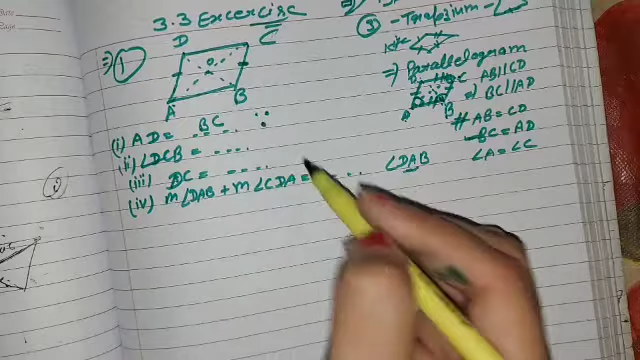 3.3 Excercise
1
D
C
O
A
B
(i) AD = ..BC...
(ii) ∠DCB = ....
(iii) DC = .....
(iv) m∠DAB + m∠CDA = .....
∠DAB
③ - Trapezium -
kite
=) Parallelogram
D
C
A
B
AB||CD
=) BC||AD
# AB = CD
BC = AD
∠A = ∠C